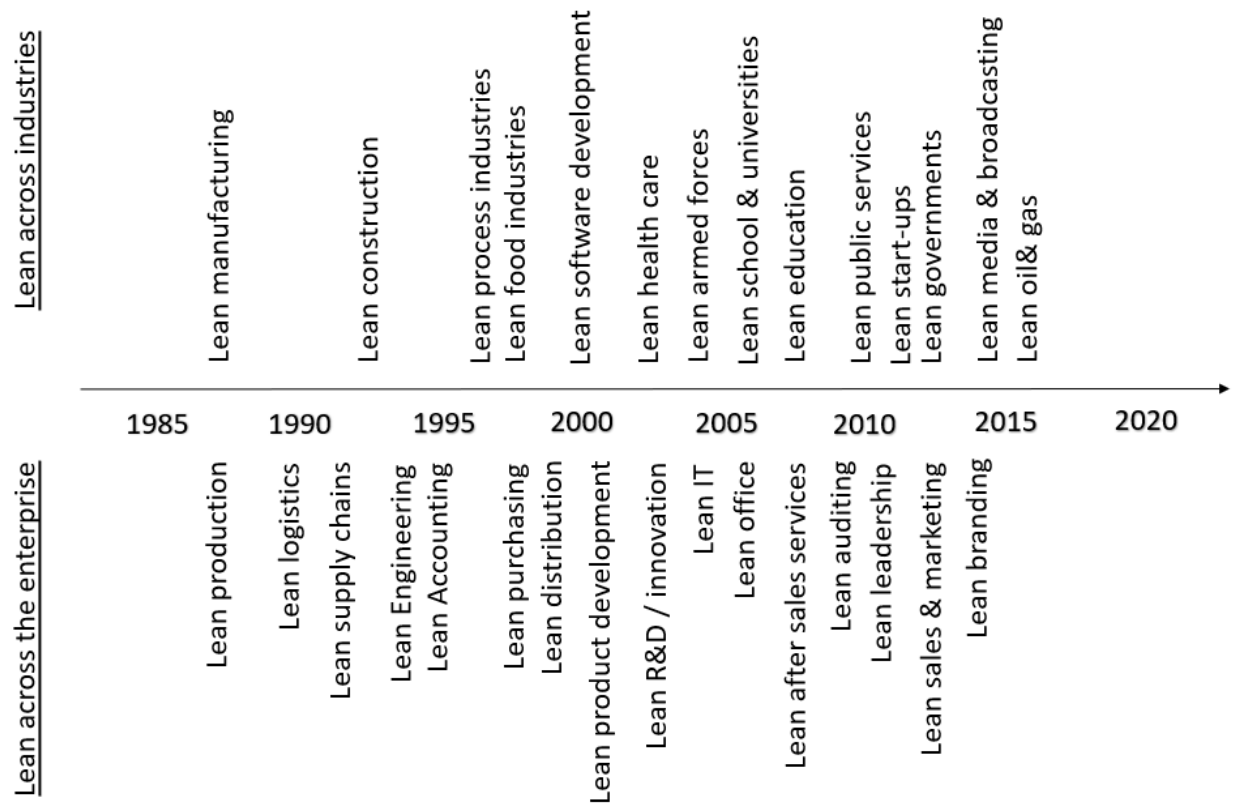 Lean across industries
Lean manufacturing
Lean construction
Lean process industries
Lean food industries
Lean software development
Lean health care
Lean armed forces
Lean school & universities
Lean education
Lean public services
Lean start-ups
Lean governments
Lean media & broadcasting
Lean oil& gas
1985 1990 1995 2000 2005 2010 2015 2020
Lean across the enterprise
Lean production
Lean logistics
Lean supply chains
Lean Engineering
Lean Accounting
Lean purchasing
Lean distribution
Lean product development
Lean R&D / innovation
Lean IT
Lean office
Lean after sales services
Lean auditing
Lean leadership
Lean sales & marketing
Lean branding